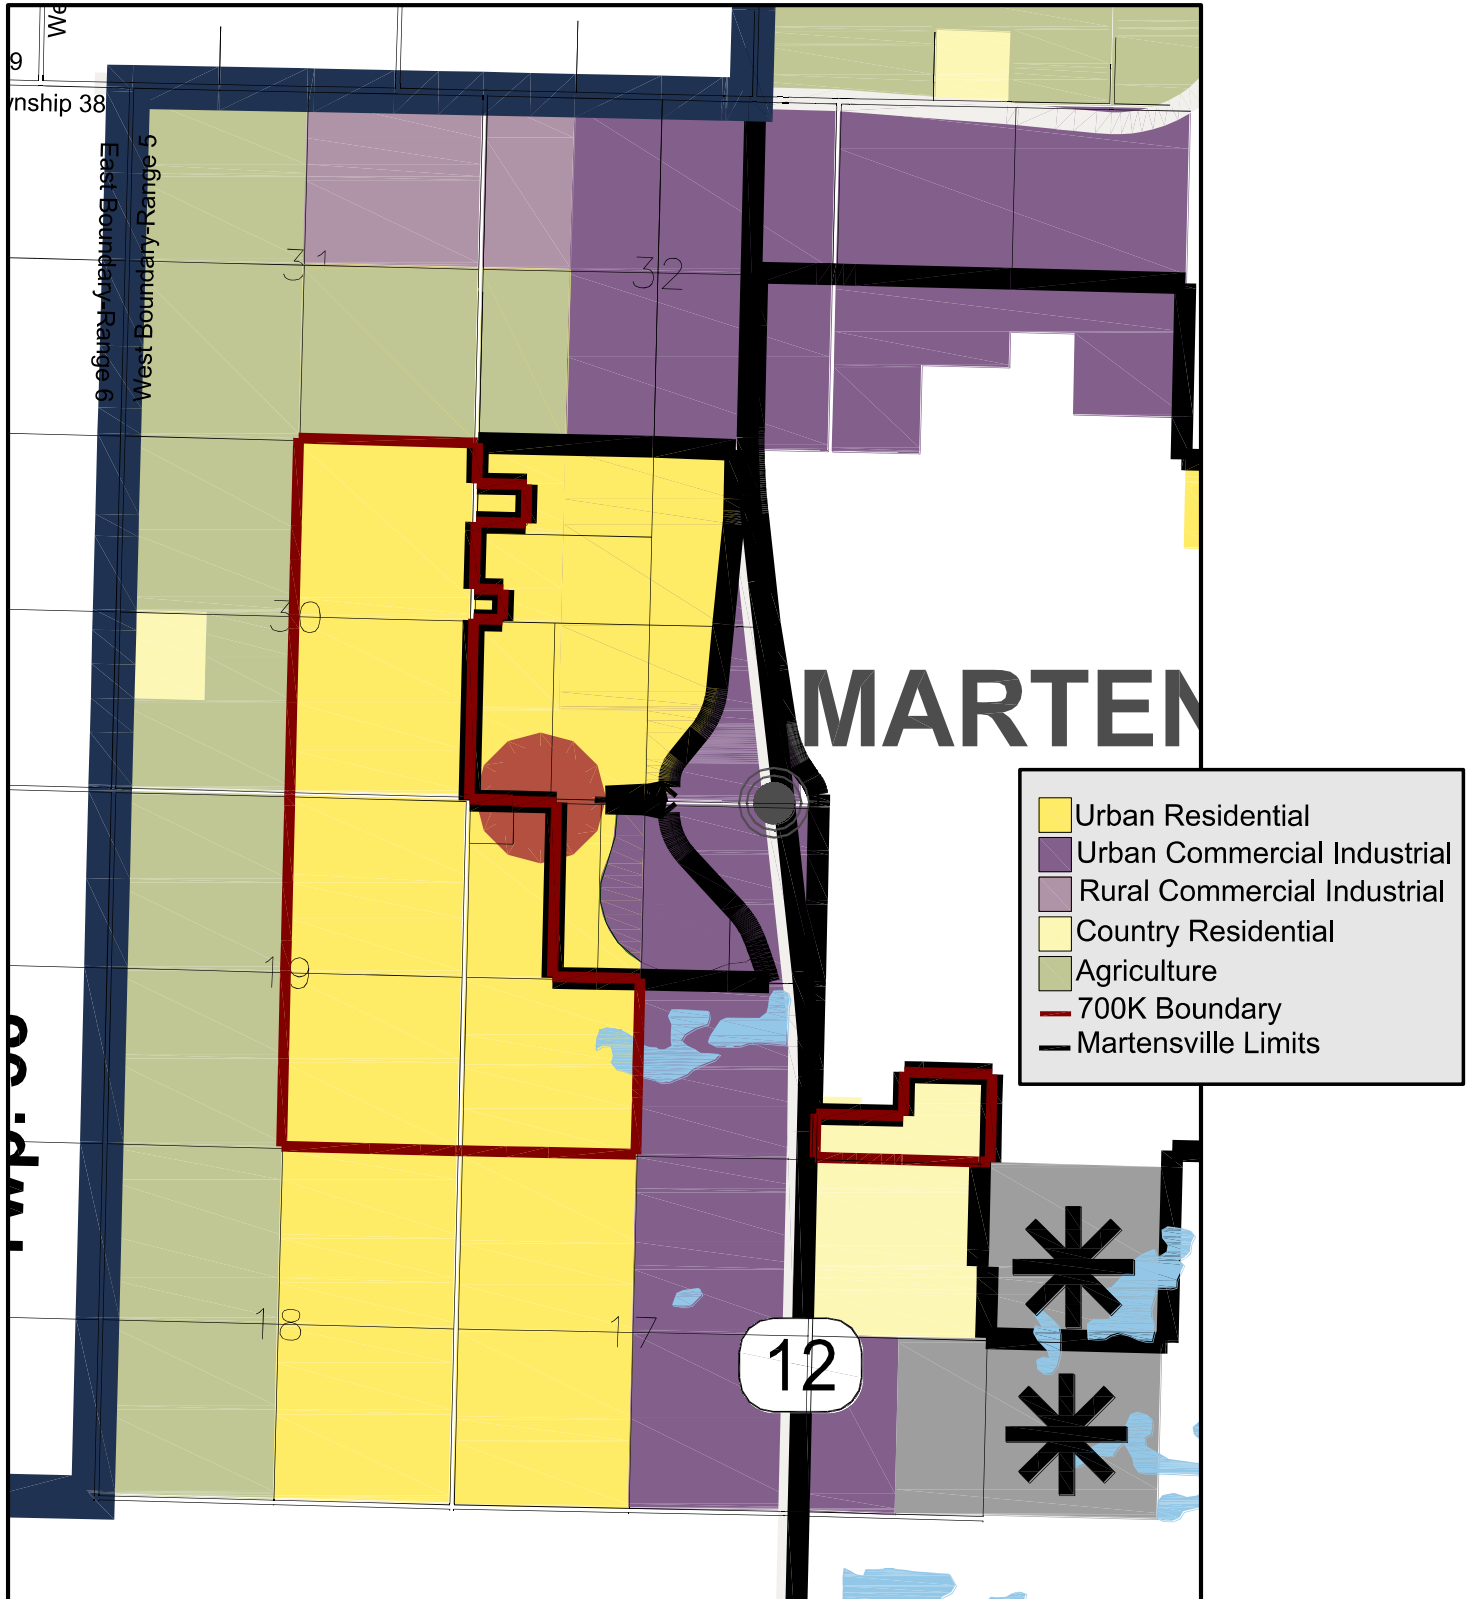 We
9
nship 38
East Boundary-Range 6
West Boundary-Range 5
31
32
30
MARTEN
Urban Residential
Urban Commercial Industrial
Rural Commercial Industrial
Country Residential
Agriculture
700K Boundary
Martensville Limits
19
18
17
12